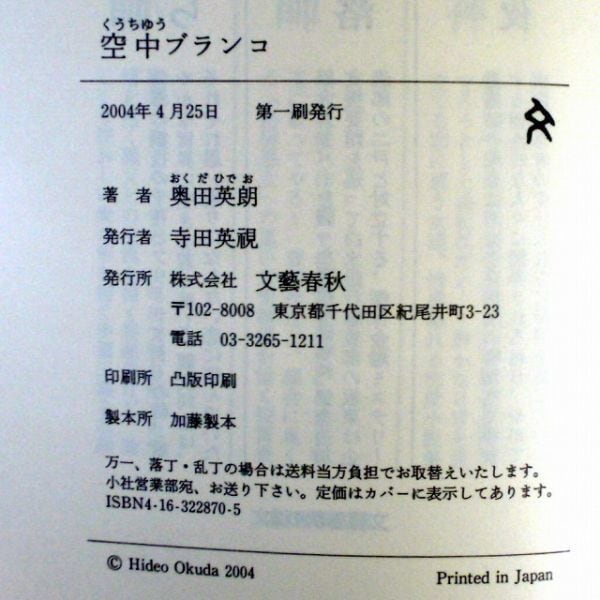 くうちゆう
空中ブランコ
2004年4月25日 第一刷発行
おくだひでお
著者 奥田英朗
発行者 寺田英視
発行所 株式会社 文藝春秋
〒102-8008 東京都千代田区紀尾井町3-23
電話 03-3265-1211
印刷所 凸版印刷
製本所 加藤製本
万一、落丁・乱丁の場合は送料当方負担でお取替えいたします。
小社営業部宛、お送り下さい。定価はカバーに表示してあります。
ISBN4-16-322870-5
© Hideo Okuda 2004
Printed in Japan